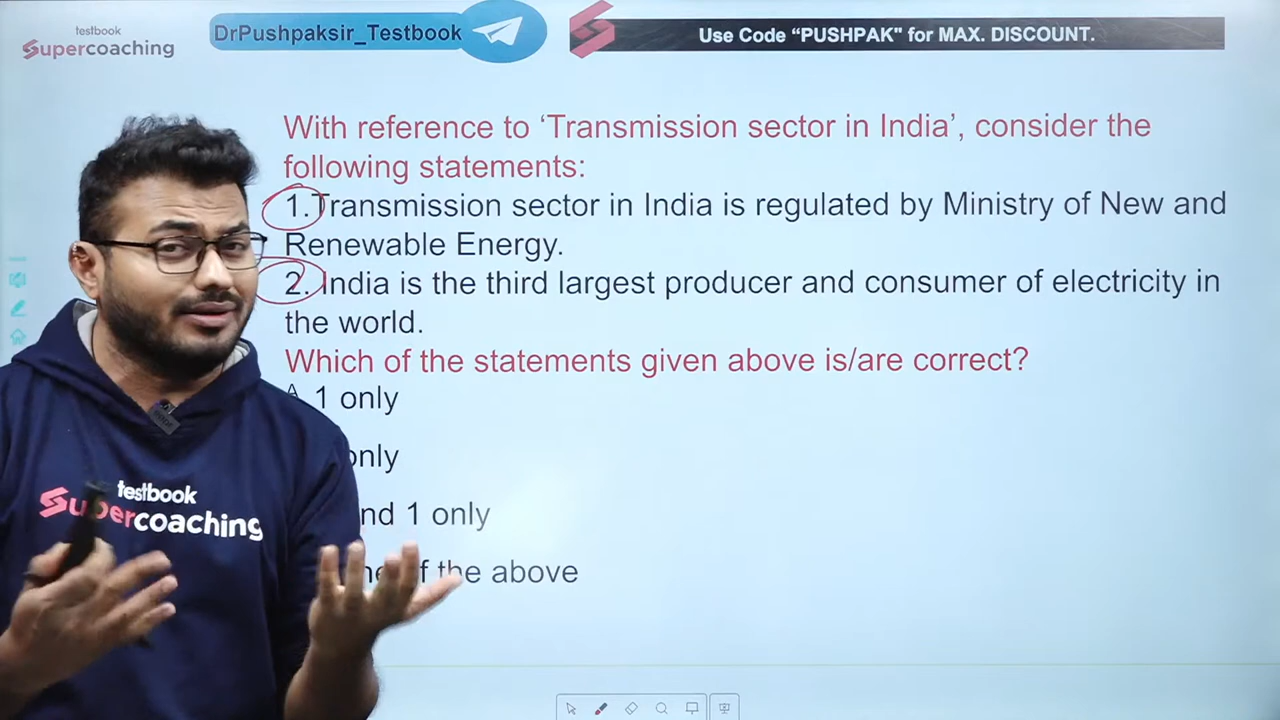 testbook
Supercoaching
DrPushpaksir_Testbook
Use Code “PUSHPAK" for MAX. DISCOUNT.
With reference to ‘Transmission sector in India’, consider the
following statements:
1.Transmission sector in India is regulated by Ministry of New and
Renewable Energy.
2. India is the third largest producer and consumer of electricity in
the world.
Which of the statements given above is/are correct?
A. 1 only
only
1 only
of the above
testbook
Supercoaching